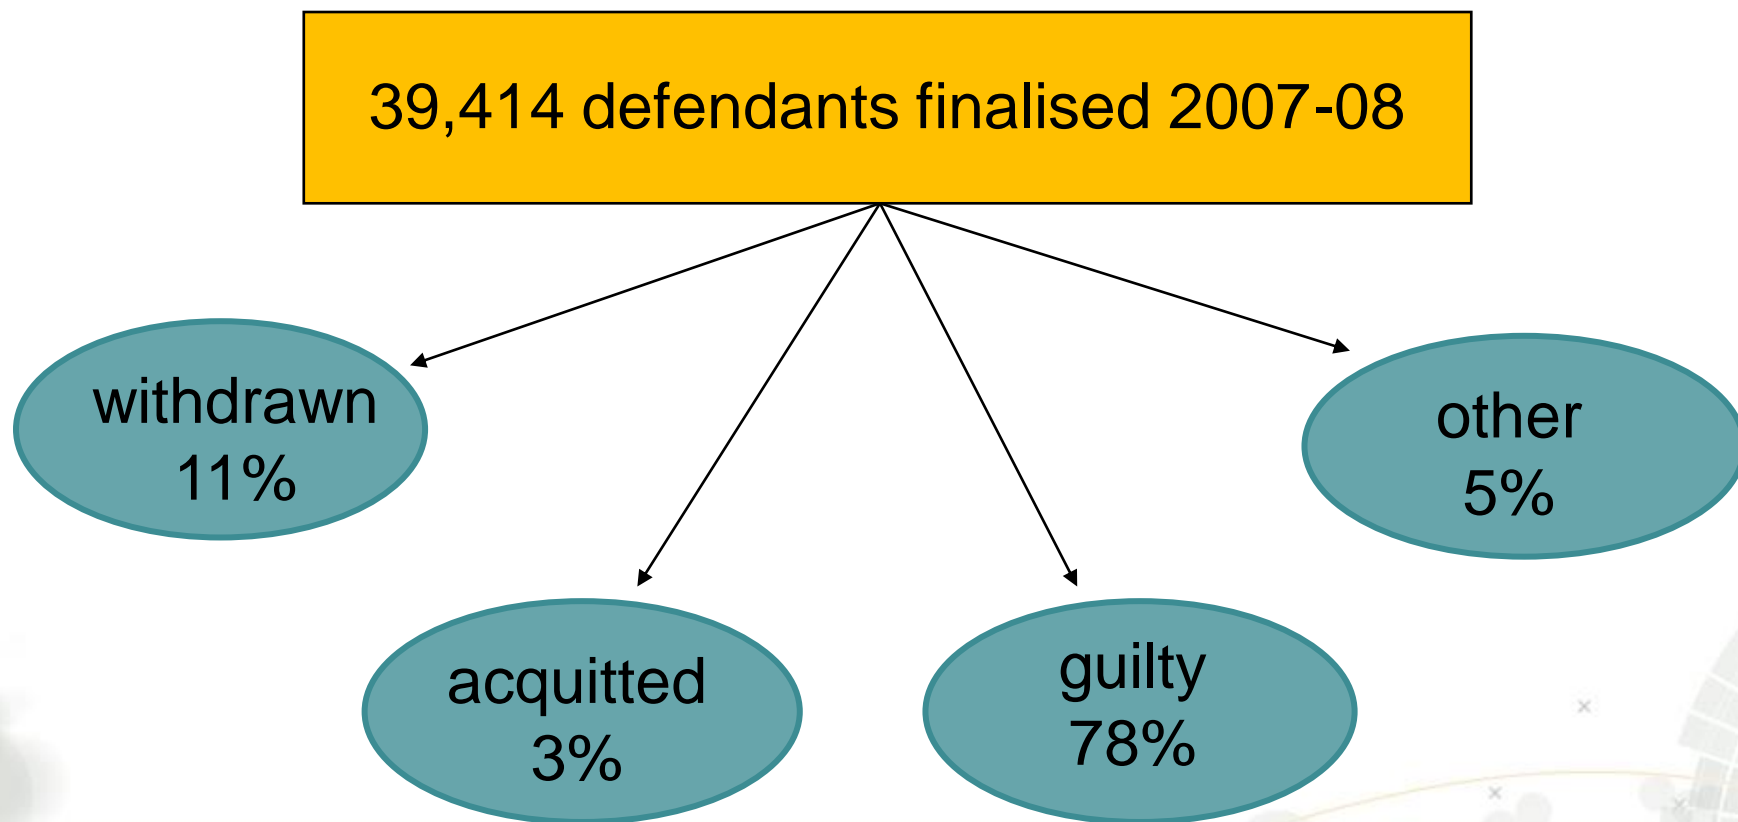 39,414 defendants finalised 2007-08
withdrawn
11%
other
5%
acquitted
3%
guilty
78%